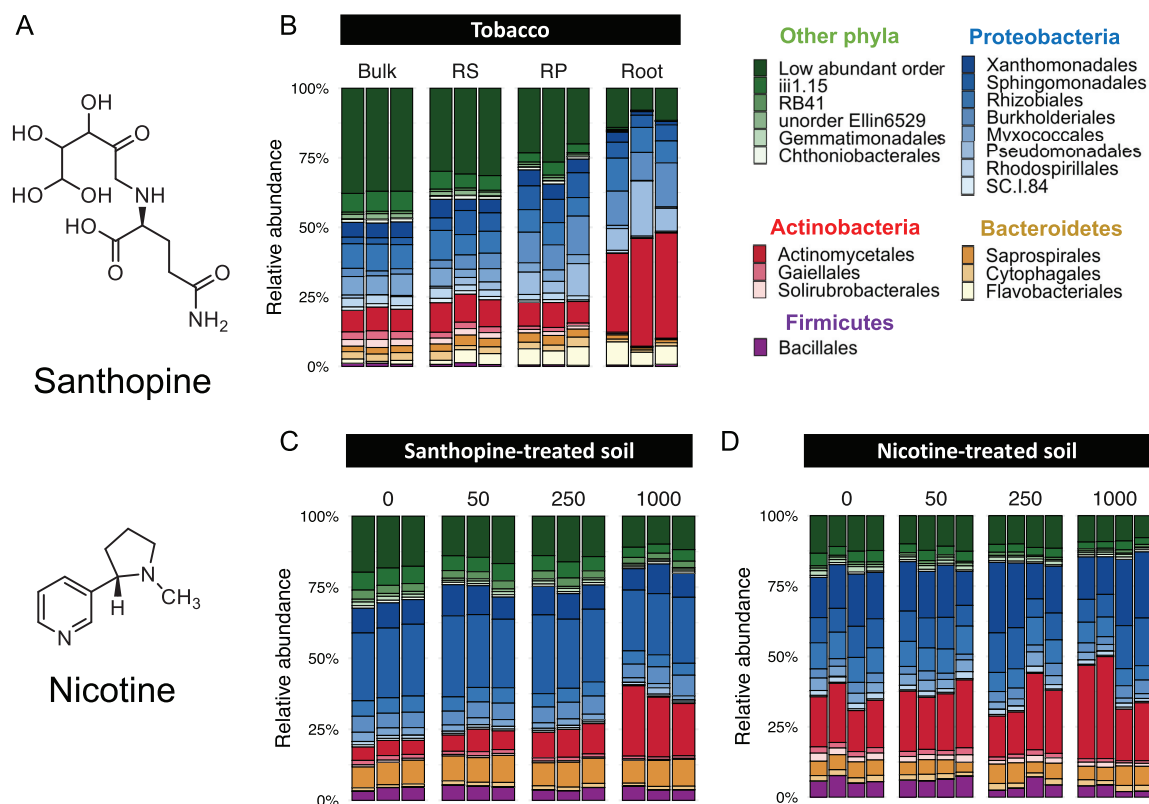 A
OH
HO
O
HO
OH
NH
HO
O
O
NH2
Santhopine
N
CH3
H
N
Nicotine
B
Tobacco
Bulk RS RP Root
Relative abundance
100%
75%
50%
25%
0%
Other phyla
Low abundant order
iii1.15
RB41
unorder Ellin6529
Gemmatimonadales
Chthoniobacterales
Proteobacteria
Xanthomonadales
Sphingomonadales
Rhizobiales
Burkholderiales
Mvxococcales
Pseudomonadales
Rhodospirillales
SC.I.84
Actinobacteria
Actinomycetales
Gaiellales
Solirubrobacterales
Bacteroidetes
Saprospirales
Cytophagales
Flavobacteriales
Firmicutes
Bacillales
C
Santhopine-treated soil
0 50 250 1000
Relative abundance
100%
75%
50%
25%
0%
D
Nicotine-treated soil
0 50 250 1000
Relative abundance
100%
75%
50%
25%
0%